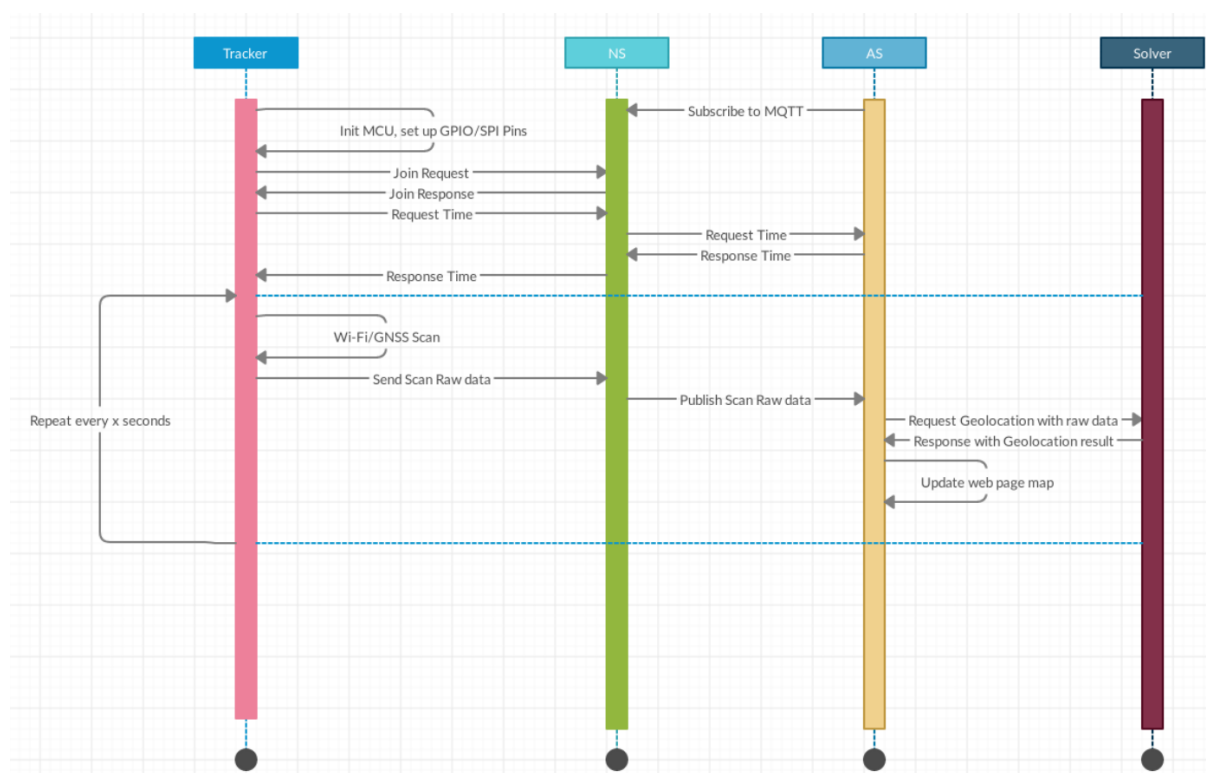 Tracker
NS
AS
Solver
Subscribe to MQTT
Init MCU, set up GPIO/SPI Pins
Join Request
Join Response
Request Time
Request Time
Response Time
Response Time
Wi-Fi/GNSS Scan
Send Scan Raw data
Publish Scan Raw data
Repeat every x seconds
Request Geolocation with raw data
Response with Geolocation result
Update web page map